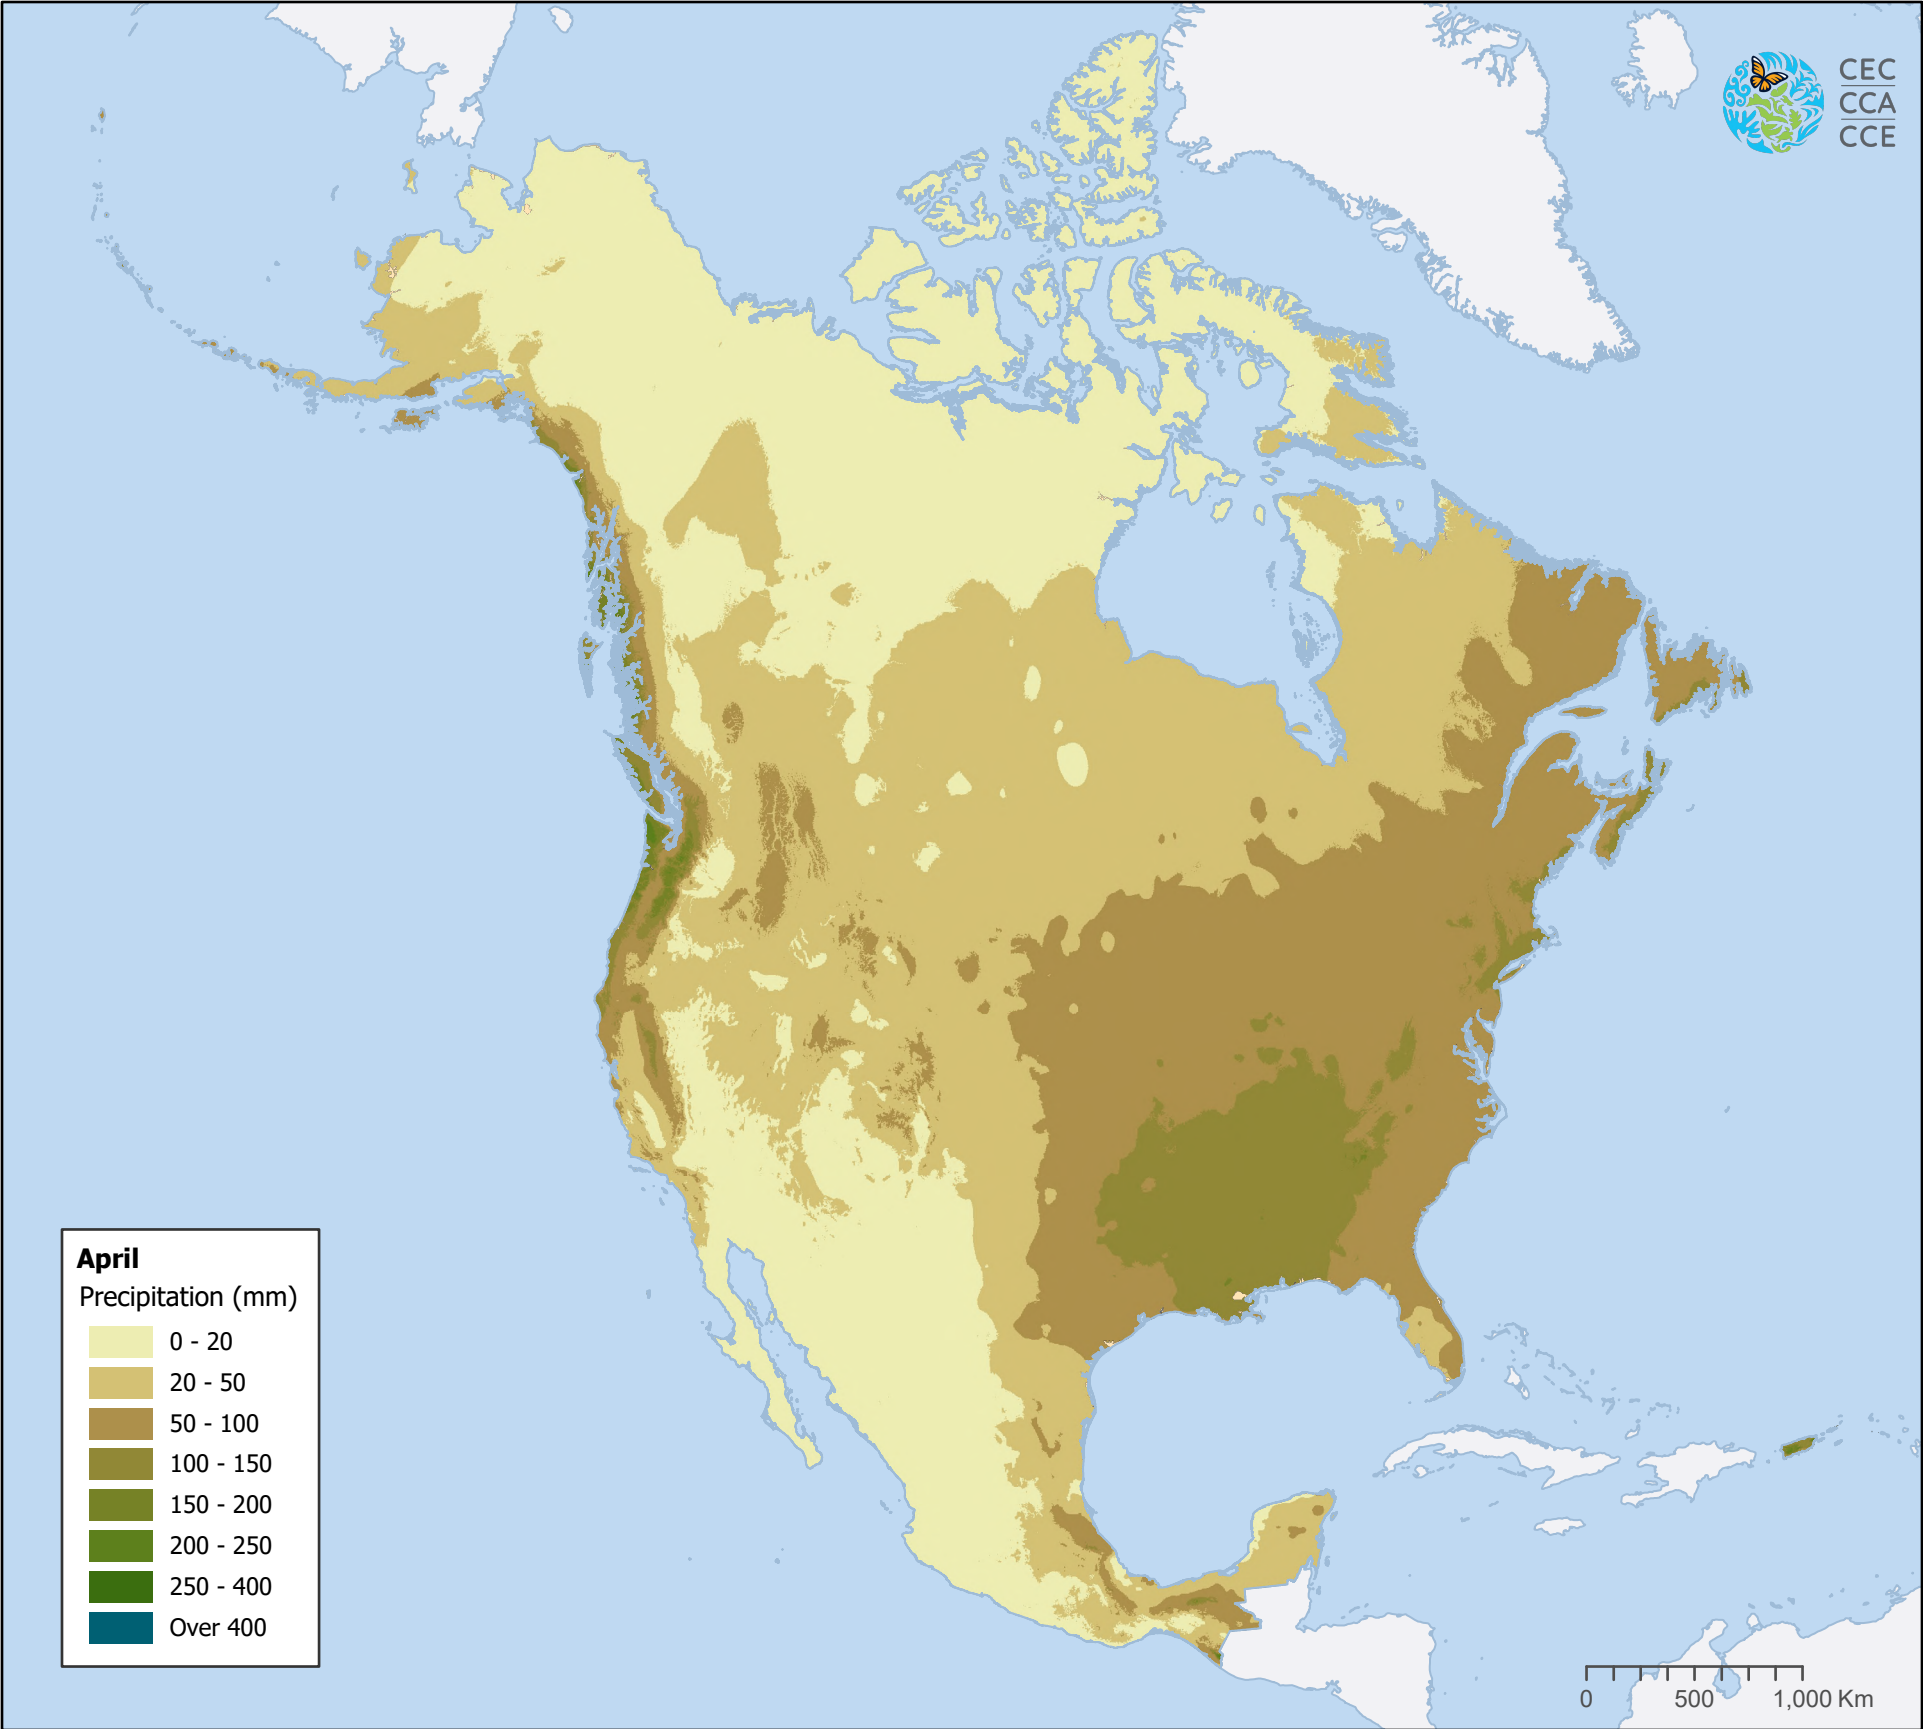 CEC
CCA
CCE
April
Precipitation (mm)
0 - 20
20 - 50
50 - 100
100 - 150
150 - 200
200 - 250
250 - 400
Over 400
0 500 1,000 Km